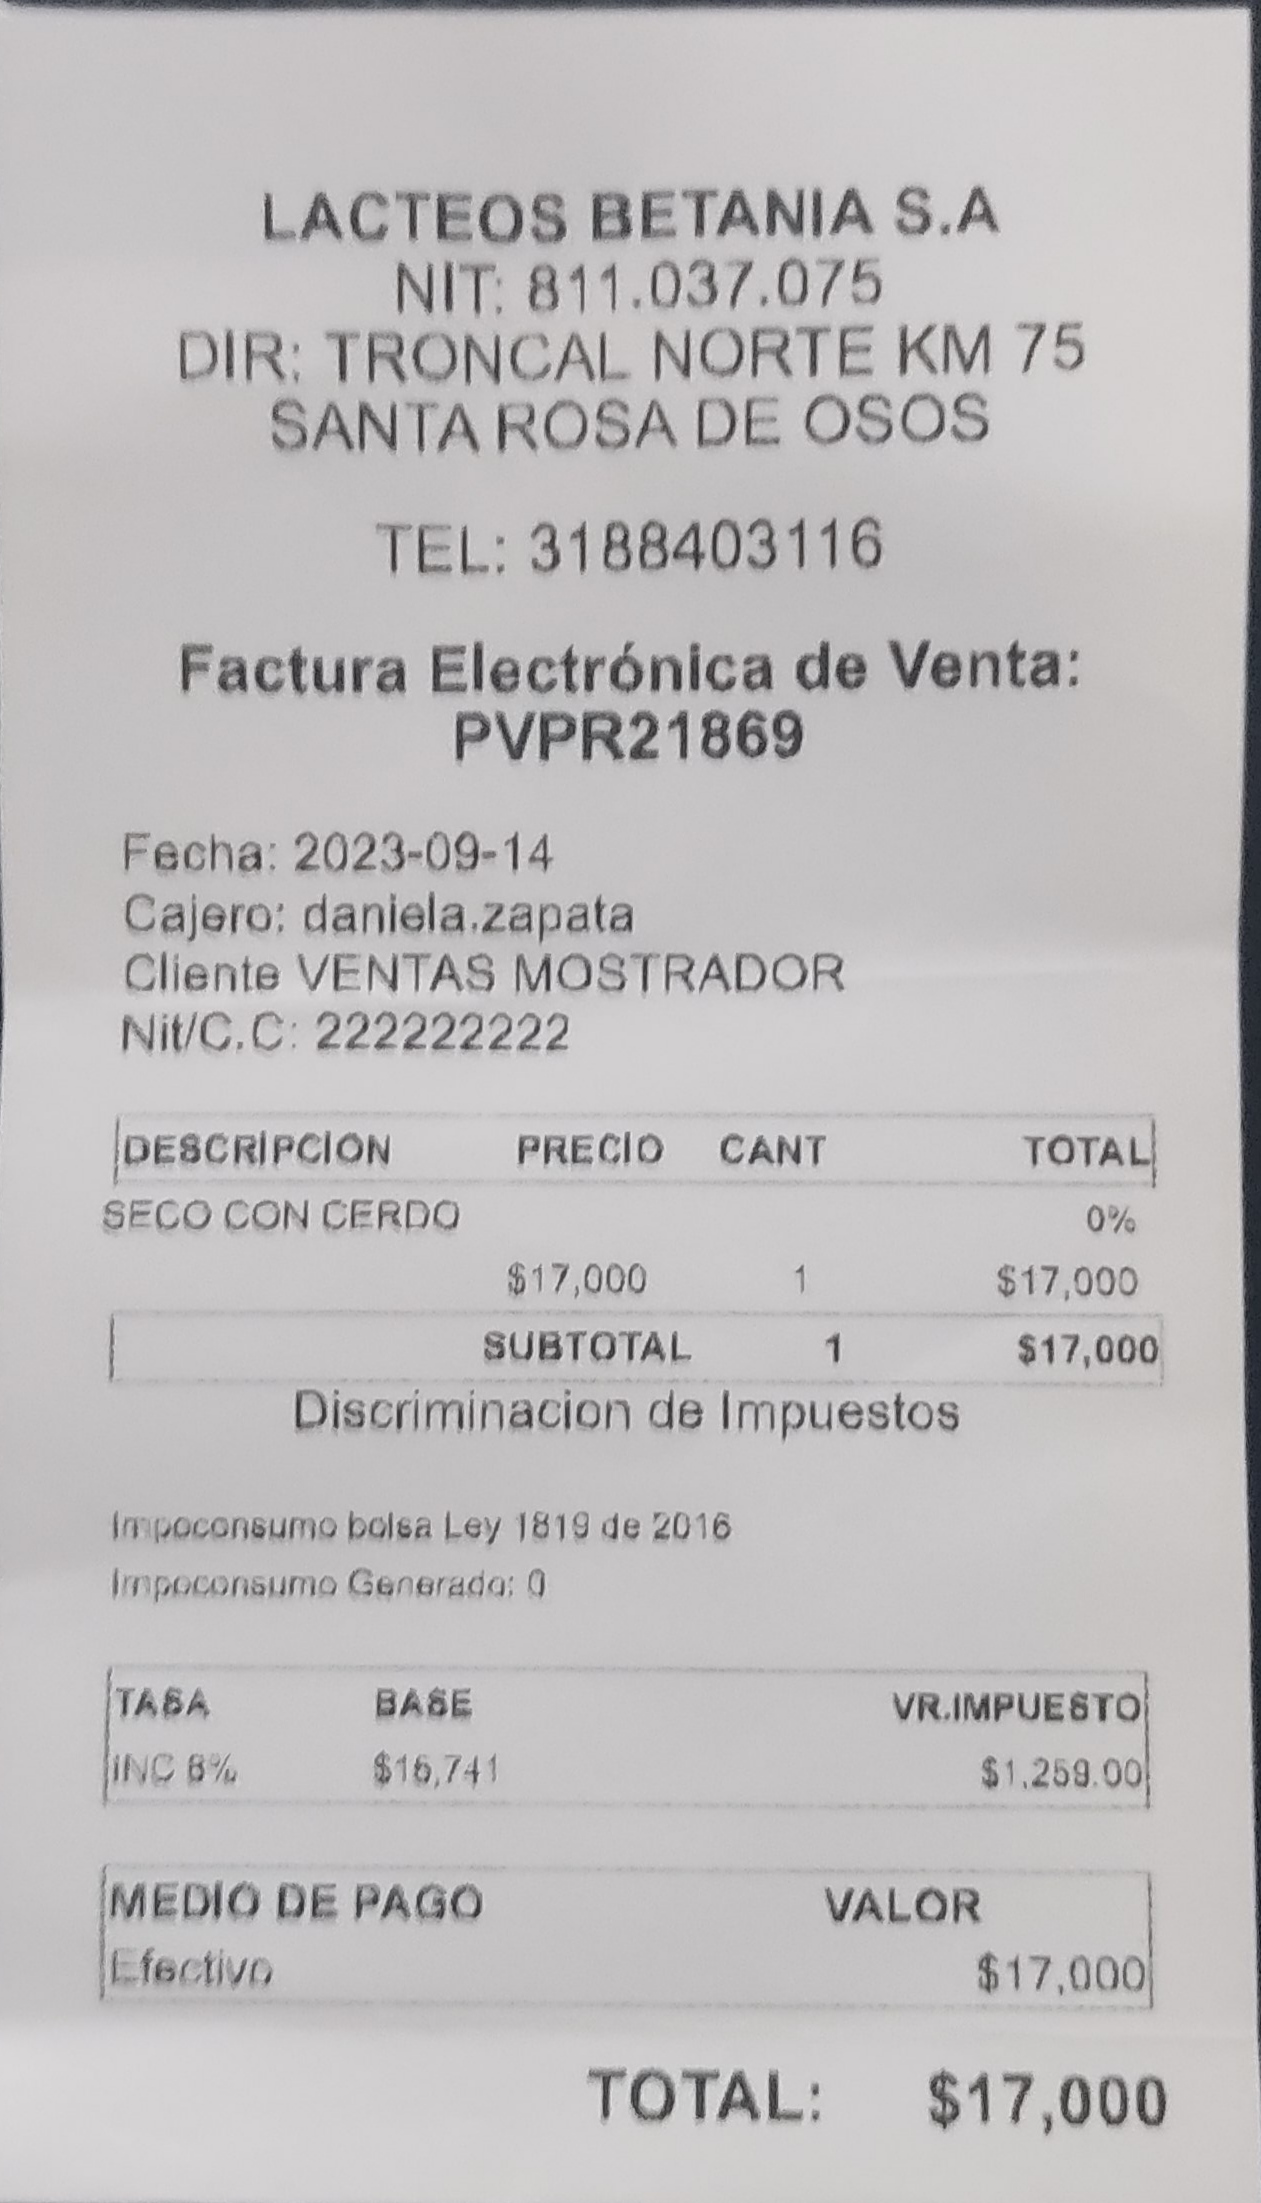 LACTEOS BETANIA S.A
NIT: 811.037.075
DIR: TRONCAL NORTE KM 75
SANTA ROSA DE OSOS
TEL: 3188403116
Factura Electrónica de Venta:
PVPR21869
Fecha: 2023-09-14
Cajero: daniela.zapata
Cliente VENTAS MOSTRADOR
Nit/C.C: 222222222
DESCRIPCION PRECIO CANT TOTAL
SECO CON CERDO 0%
$17,000 1 $17,000
SUBTOTAL 1 $17,000
Discriminacion de Impuestos
Impoconsumo bolsa Ley 1819 de 2016
Impoconsumo Generado: 0
TASA BASE VR.IMPUESTO
INC 8% $15,741 $1,259.00
MEDIO DE PAGO VALOR
Efectivo $17,000
TOTAL: $17,000